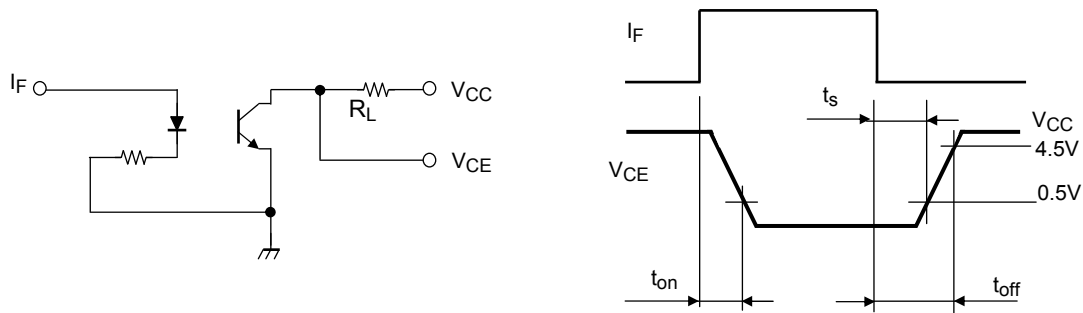 IF
RL
VCC
VCE
IF
ts
VCC
4.5V
VCE
0.5V
ton
toff